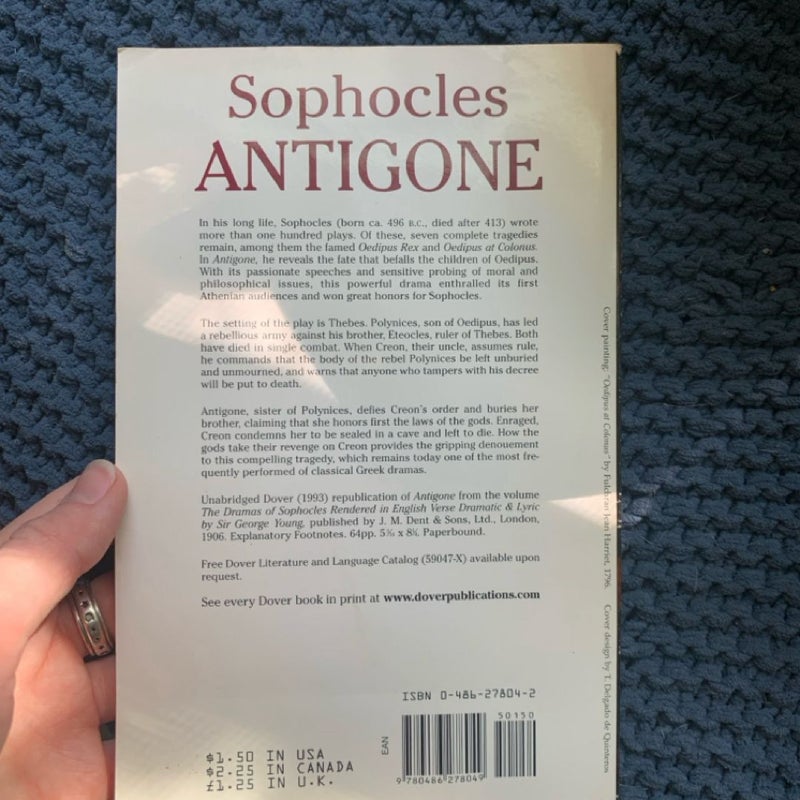 Sophocles
ANTIGONE
In his long life, Sophocles (born ca. 496 B.C., died after 413) wrote
more than one hundred plays. Of these, seven complete tragedies
remain, among them the famed Oedipus Rex and Oedipus at Colonus.
In Antigone, he reveals the fate that befalls the children of Oedipus.
With its passionate speeches and sensitive probing of moral and
philosophical issues, this powerful drama enthralled its first
Athenian audiences and won great honors for Sophocles.
The setting of the play is Thebes. Polynices, son of Oedipus, has led
a rebellious army against his brother, Eteocles, ruler of Thebes. Both
have died in single combat. When Creon, their uncle, assumes rule,
he commands that the body of the rebel Polynices be left unburied
and unmourned, and warns that anyone who tampers with his decree
will be put to death.
Antigone, sister of Polynices, defies Creon's order and buries her
brother, claiming that she honors first the laws of the gods. Enraged,
Creon condemns her to be sealed in a cave and left to die. How the
gods take their revenge on Creon provides the gripping denouement
to this compelling tragedy, which remains today one of the most fre-
quently performed of classical Greek dramas.
Unabridged Dover (1993) republication of Antigone from the volume
The Dramas of Sophocles Rendered in English Verse Dramatic & Lyric
by Sir George Young, published by J. M. Dent & Sons, Ltd., London,
1906. Explanatory Footnotes. 64pp. x Paperbound.
Free Dover Literature and Language Catalog (59047-X) available upon
request.
See every Dover book in print at www.doverpublications.com
Cover painting: "Oedipus at Colonus" by Fulchran Jean Harriet, 1796. Cover design by T. Delgado de Quinteros
ISBN 0-486-27804-2
50150
EAN
9 780486 278049
$1.50 IN USA
$2.25 IN CANADA
£1.25 IN U.K.